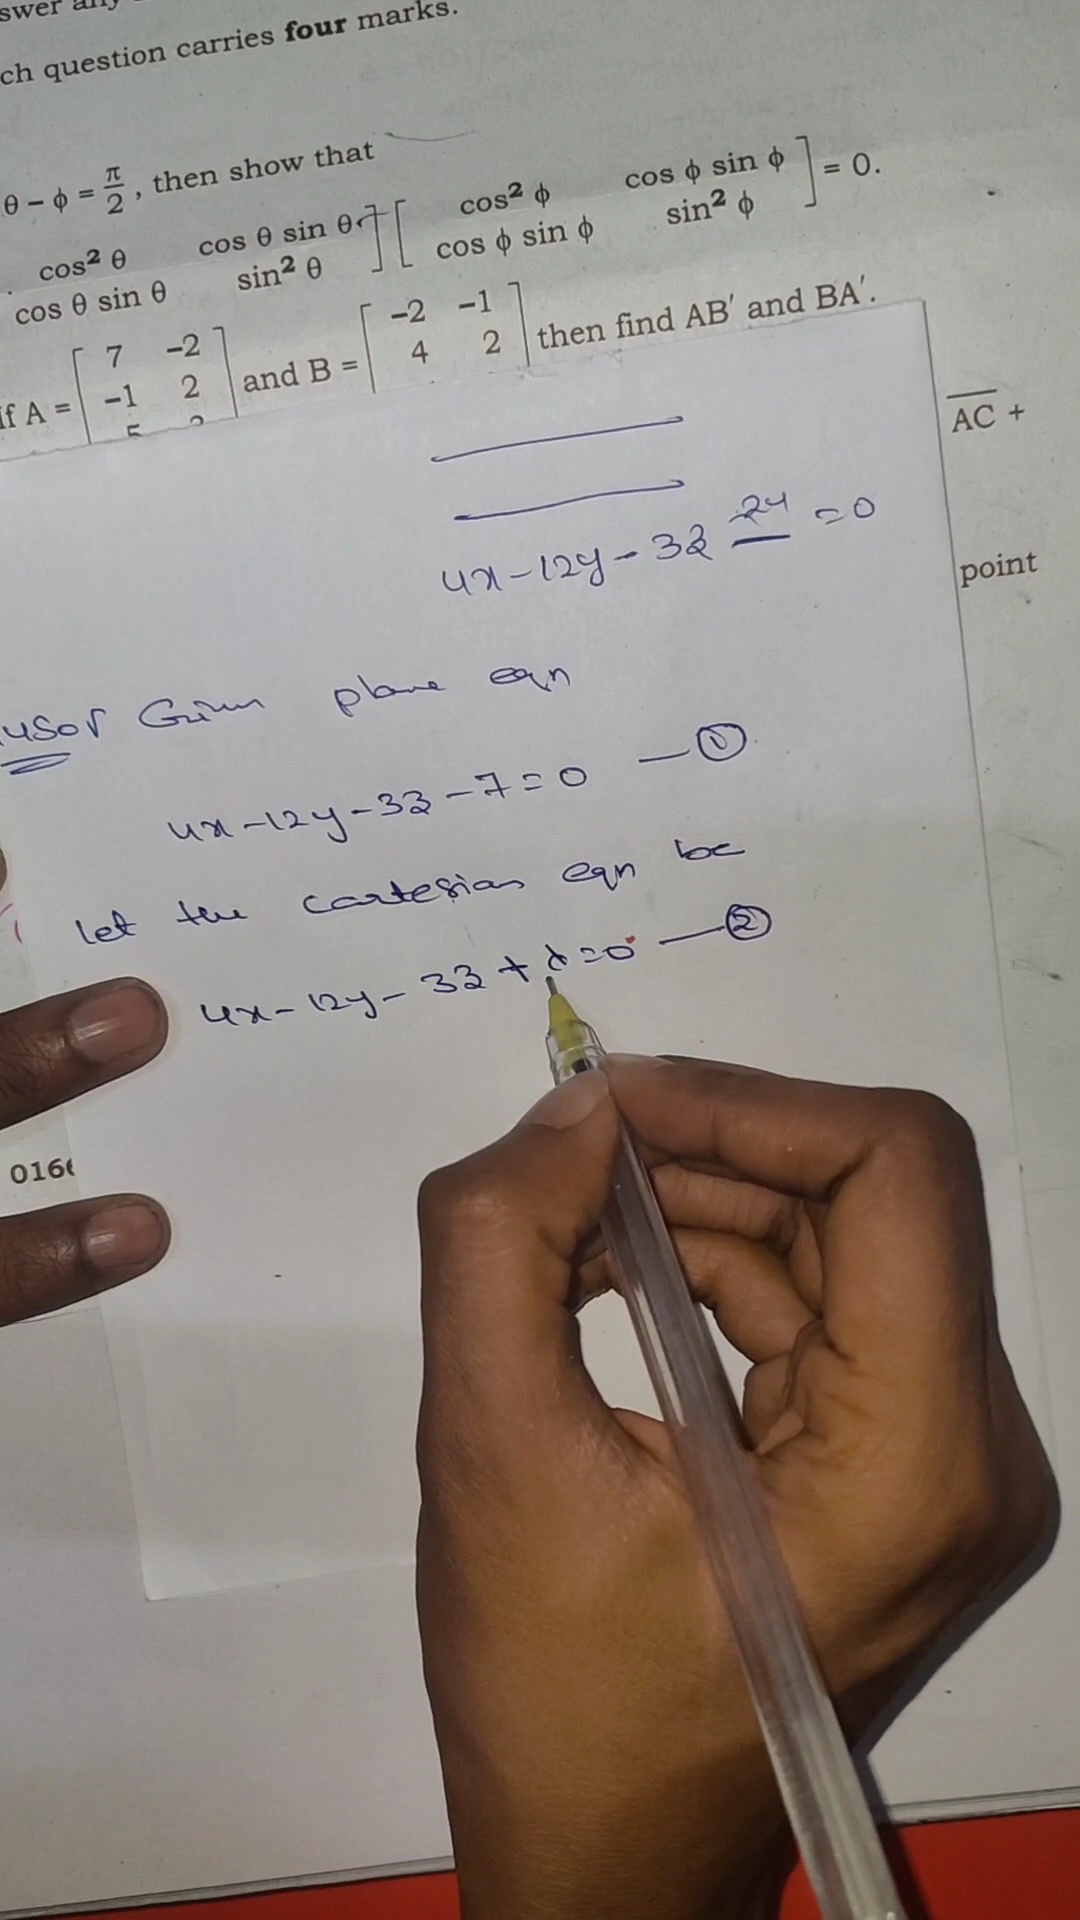 ch question carries four marks.
θ – ϕ = π/2, then show that
cos² θ cos θ sin θ ] [ cos² ϕ cos ϕ sin ϕ ] = 0.
cos θ sin θ sin² θ cos ϕ sin ϕ sin² ϕ
If A = [ 7 –2 and B = [ –2 –1 then find AB′ and BA′.
–1 2 4 2
AC +
4x-12y-3z 24 =0
point
Given plane eqn
4x-12y-3z-7=0 —①
let the cartesian eqn be
4x-12y-3z+λ=0 —②